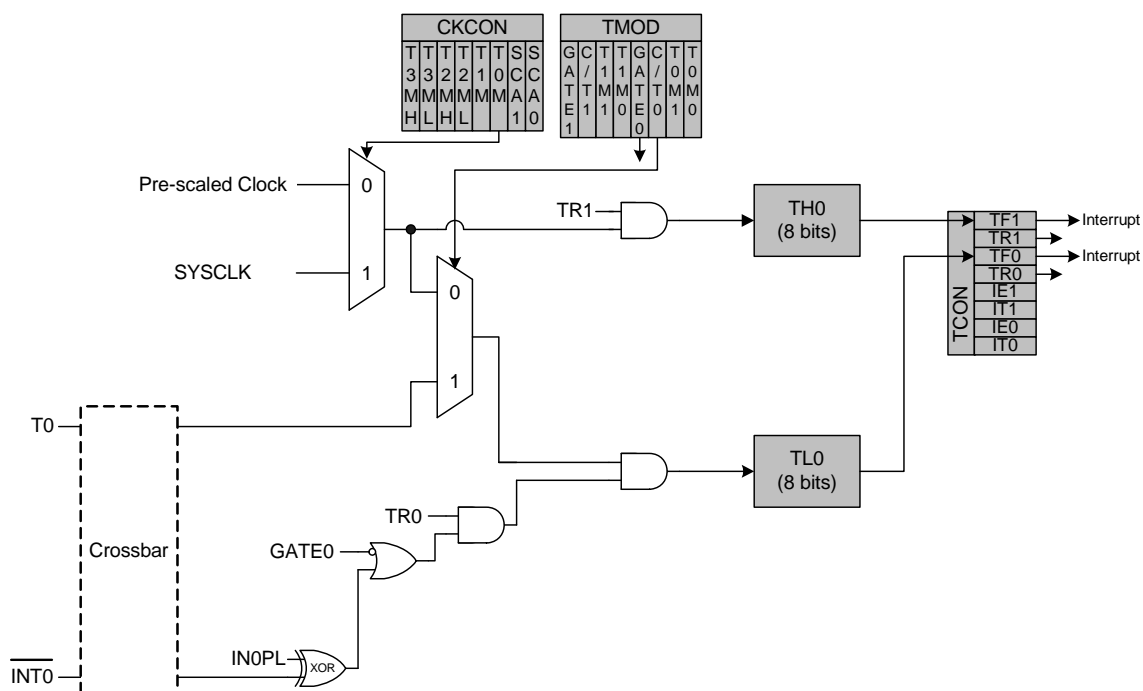 CKCON
T3MH
T3ML
T2MH
T2ML
T1M
T0M
SCA1
SCA0
TMOD
GATE1
C/T1
T1M1
T1M0
GATE0
C/T0
T0M1
T0M0
Pre-scaled Clock
0
SYSCLK
1
TR1
TH0
(8 bits)
TCON
TF1
TR1
TF0
TR0
IE1
IT1
IE0
IT0
Interrupt
Interrupt
0
1
T0
Crossbar
TL0
(8 bits)
TR0
GATE0
IN0PL
XOR
INT0